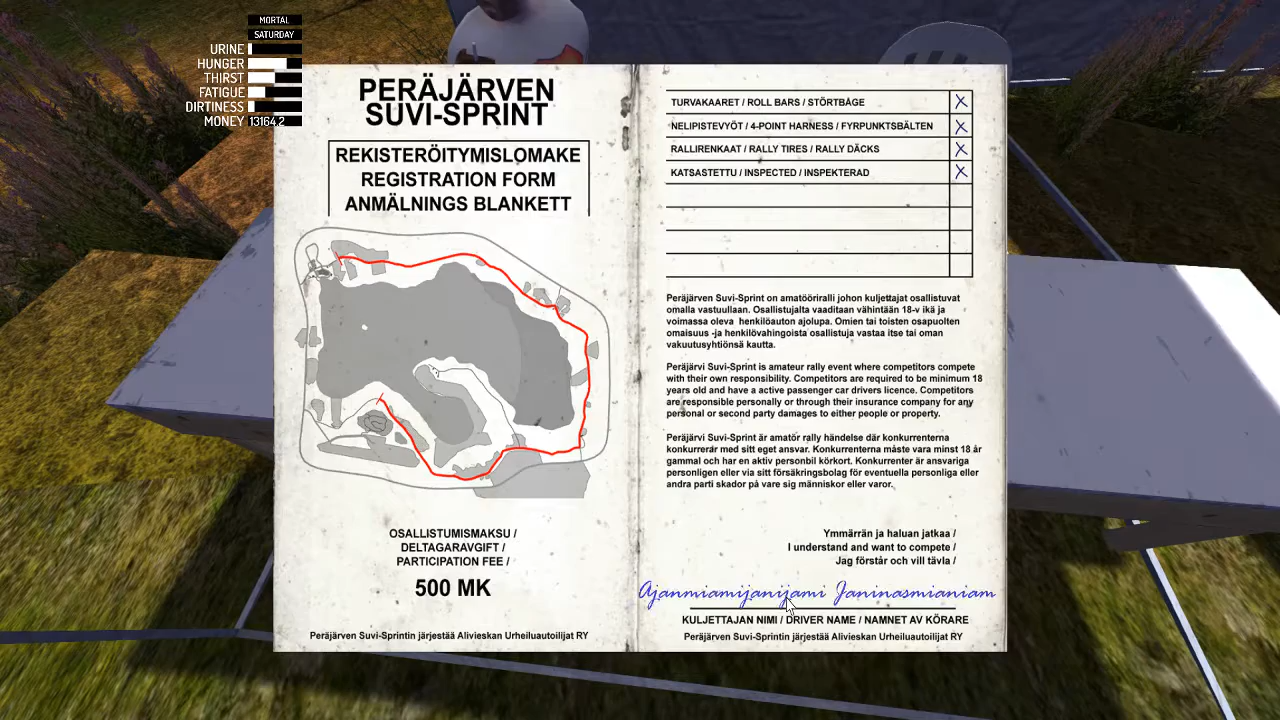 MORTAL
SATURDAY
URINE
HUNGER
THIRST
FATIGUE
DIRTINESS
MONEY 13164.2
PERÄJÄRVEN
SUVI-SPRINT
REKISTERÖITYMISLOMAKE
REGISTRATION FORM
ANMÄLNINGS BLANKETT
OSALLISTUMISMAKSU /
DELTAGARAVGIFT /
PARTICIPATION FEE /
500 MK
Peräjärven Suvi-Sprintin järjestää Alivieskan Urheiluautoilijat RY
TURVAKAARET / ROLL BARS / STÖRTBÅGE X
NELIPISTEVYÖT / 4-POINT HARNESS / FYRPUNKTSBÄLTEN X
RALLIRENKAAT / RALLY TIRES / RALLY DÄCKS X
KATSASTETTU / INSPECTED / INSPEKTERAD X
Peräjärven Suvi-Sprint on amatööriralli johon kuljettajat osallistuvat
omalla vastuullaan. Osallistujalta vaaditaan vähintään 18-v ikä ja
voimassa oleva henkilöauton ajolupa. Omien tai toisten osapuolten
omaisuus -ja henkilövahingoista osallistuja vastaa itse tai oman
vakuutusyhtiönsä kautta.
Peräjärvi Suvi-Sprint is amateur rally event where competitors compete
with their own responsibility. Competitors are required to be minimum 18
years old and have a active passenger car drivers licence. Competitors
are responsible personally or through their insurance company for any
personal or second party damages to either people or property.
Peräjärvi Suvi-Sprint är amatör rally händelse där konkurrenterna
konkurrerar med sitt eget ansvar. Konkurrenterna måste vara minst 18 år
gammal och har en aktiv personbil körkort. Konkurrenter är ansvariga
personligen eller via sitt försäkringsbolag för eventuella personliga eller
andra parti skador på vare sig människor eller varor.
Ymmärrän ja haluan jatkaa /
I understand and want to compete /
Jag förstår och vill tävla /
Ajanmiamijanijami Janinasmianiam
KULJETTAJAN NIMI / DRIVER NAME / NAMNET AV KÖRARE
Peräjärven Suvi-Sprintin järjestää Alivieskan Urheiluautoilijat RY